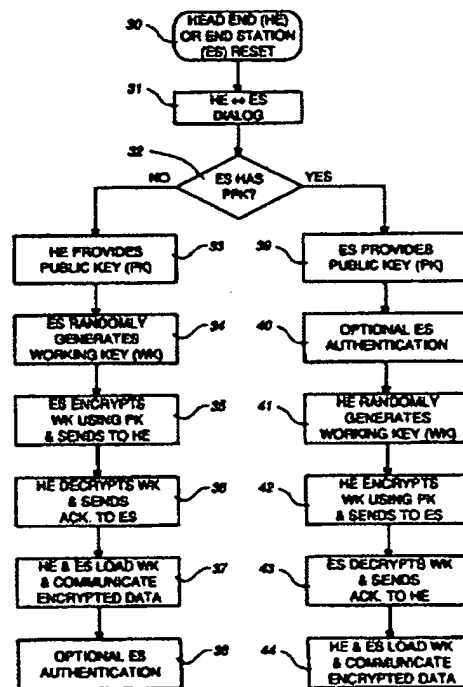 30
HEAD END (HE)
OR END STATION
(ES) RESET
31
HE ↔ ES
DIALOG
32
ES HAS
PPK?
NO
YES
HE PROVIDES
PUBLIC KEY (PK)
33
ES RANDOMLY
GENERATES
WORKING KEY (WK)
34
ES ENCRYPTS
WK USING PK
& SENDS TO HE
35
HE DECRYPTS WK
& SENDS
ACK. TO ES
36
HE & ES LOAD WK
& COMMUNICATE
ENCRYPTED DATA
37
OPTIONAL ES
AUTHENTICATION
38
39
ES PROVIDES
PUBLIC KEY (PK)
40
OPTIONAL ES
AUTHENTICATION
41
HE RANDOMLY
GENERATES
WORKING KEY (WK)
42
HE ENCRYPTS
WK USING PK
& SENDS TO ES
43
ES DECRYPTS WK
& SENDS
ACK. TO HE
44
HE & ES LOAD WK
& COMMUNICATE
ENCRYPTED DATA